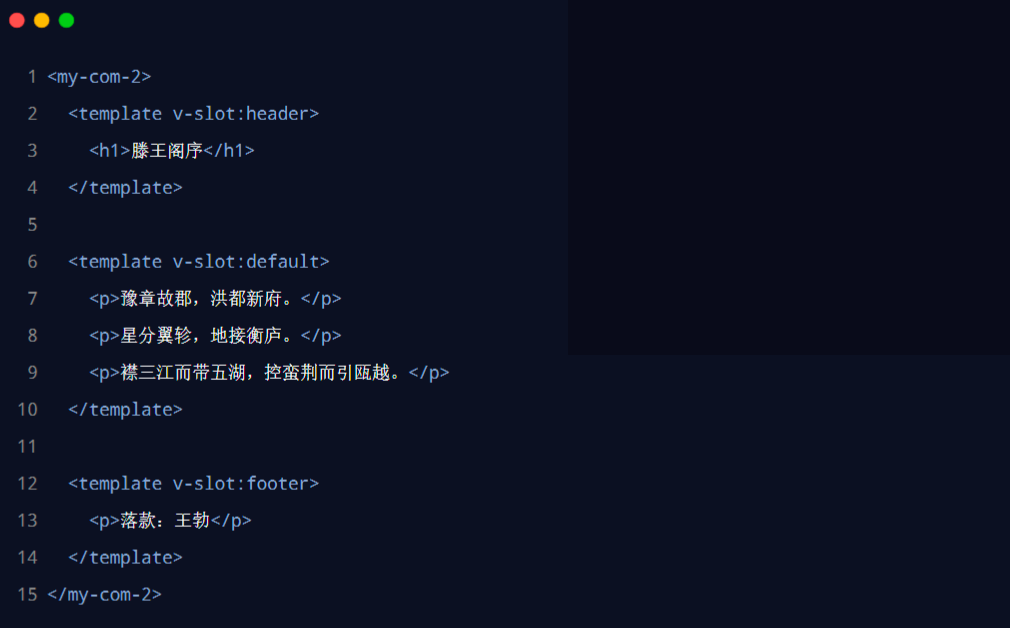 1 <my-com-2>
2 <template v-slot:header>
3 <h1>滕王阁序</h1>
4 </template>
5
6 <template v-slot:default>
7 <p>豫章故郡，洪都新府。</p>
8 <p>星分翼轸，地接衡庐。</p>
9 <p>襟三江而带五湖，控蛮荆而引瓯越。</p>
10 </template>
11
12 <template v-slot:footer>
13 <p>落款：王勃</p>
14 </template>
15 </my-com-2>